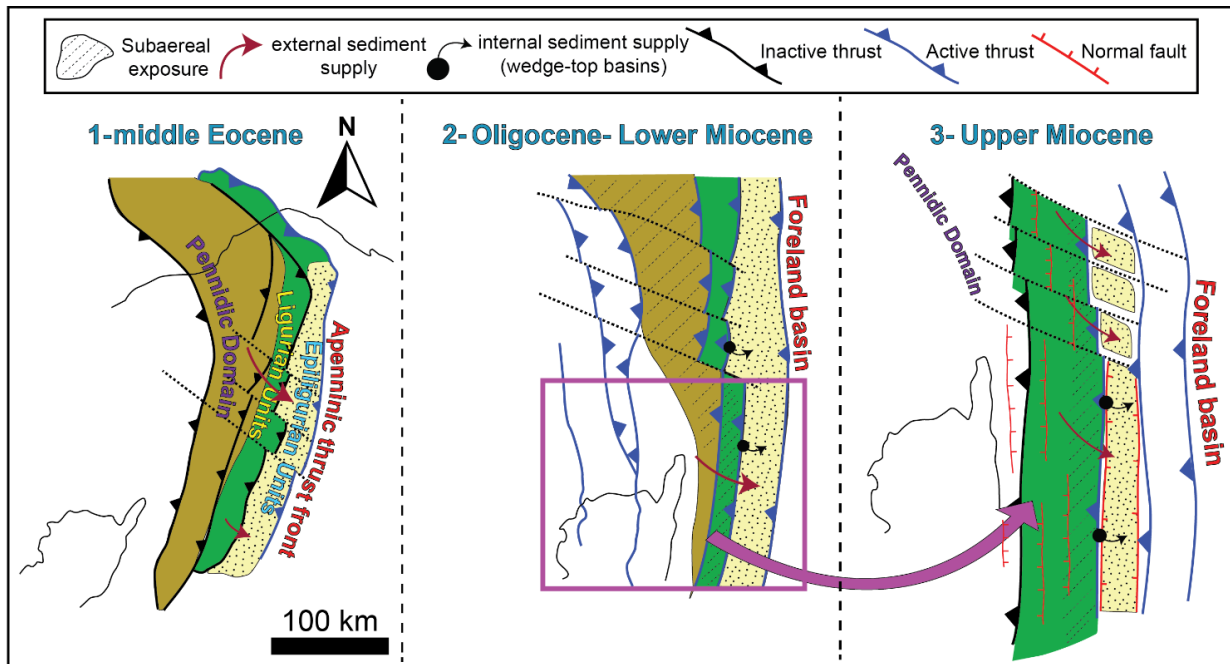 Subaereal
exposure
external sediment
supply
internal sediment supply
(wedge-top basins)
Inactive thrust
Active thrust
Normal fault
1-middle Eocene
N
Pennidic Domain
Ligurian Units
Epiligurian Units
Apenninic thrust front
100 km
2- Oligocene- Lower Miocene
Foreland basin
3- Upper Miocene
Pennidic Domain
Foreland basin